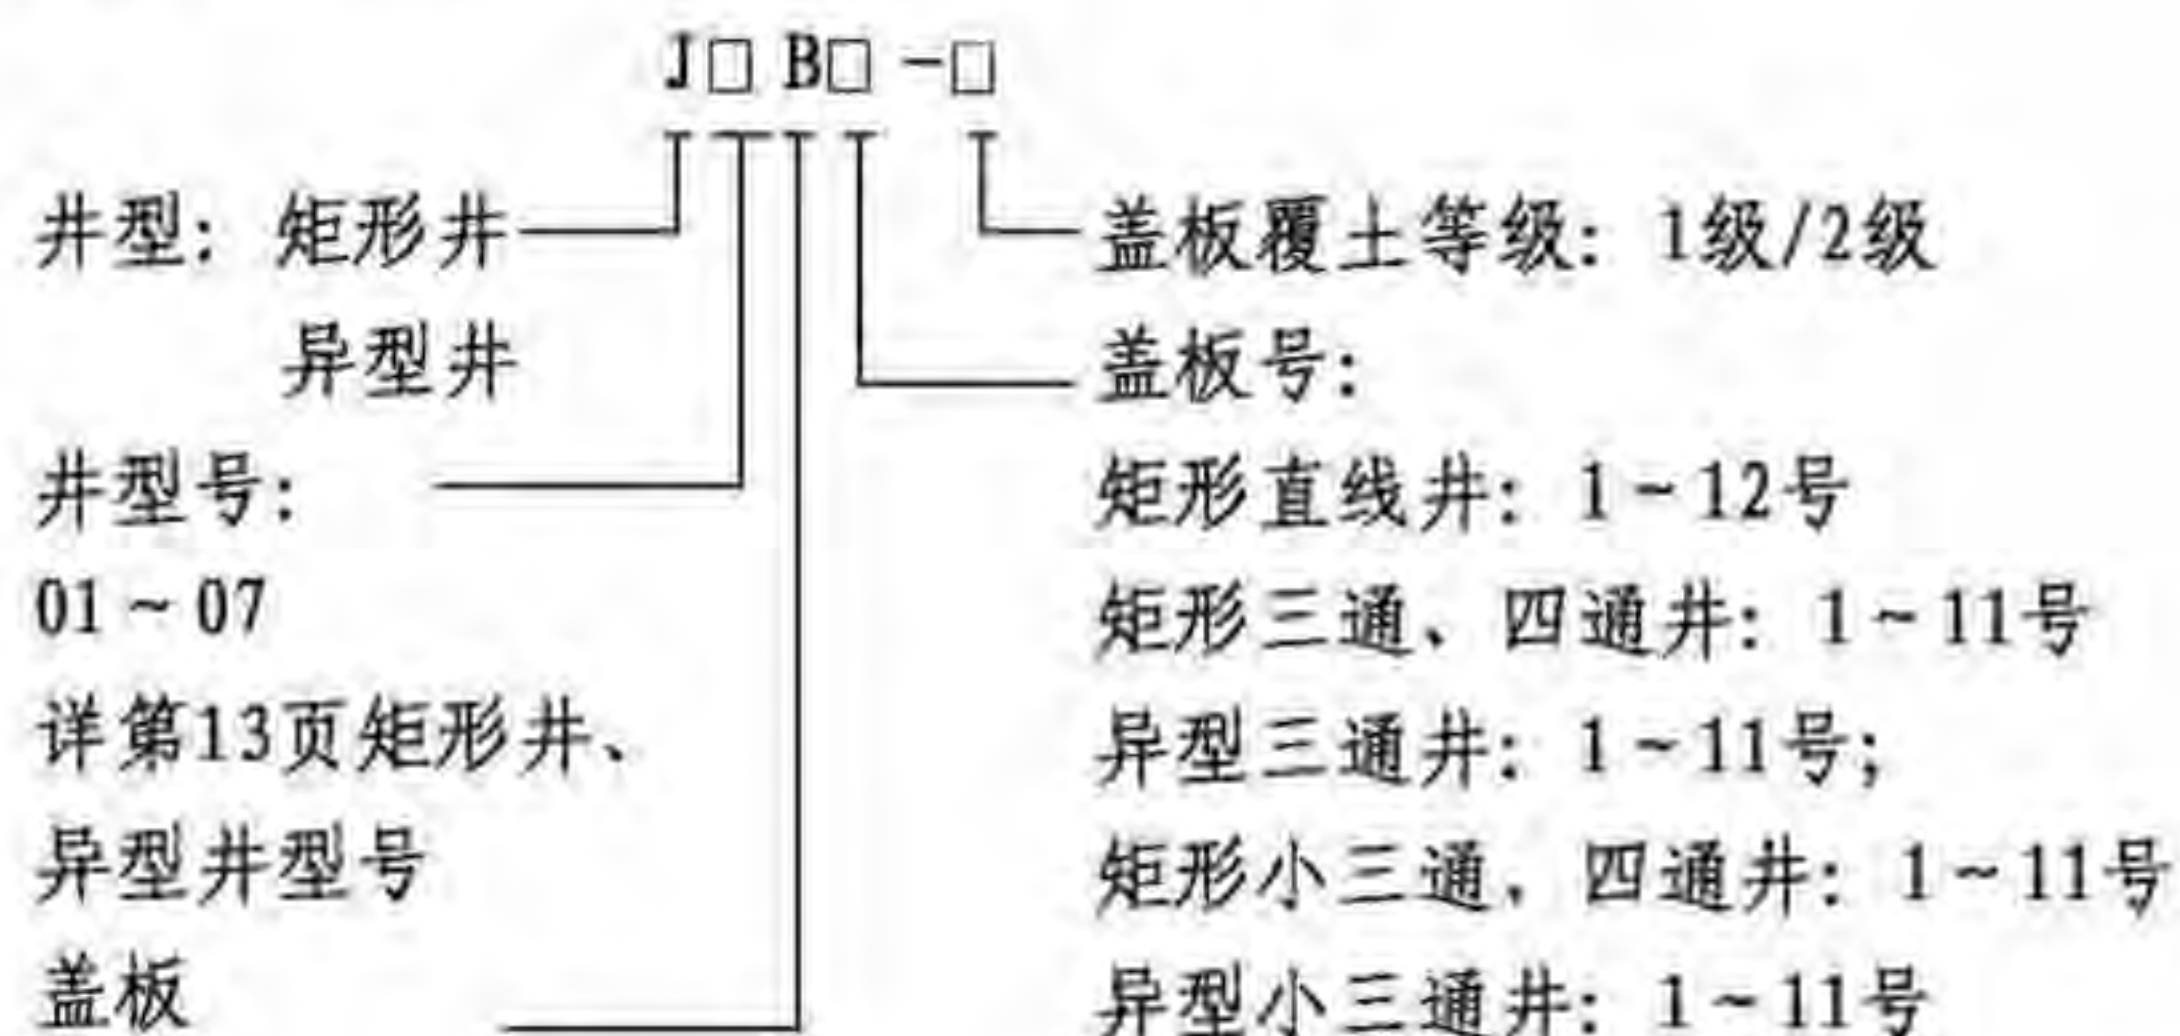 J□ B□ -□
井型: 矩形井
异型井
井型号:
01~07
详第13页矩形井、
异型井型号
盖板
盖板覆土等级: 1级/2级
盖板号:
矩形直线井: 1~12号
矩形三通、四通井: 1~11号
异型三通井: 1~11号;
矩形小三通, 四通井: 1~11号
异型小三通井: 1~11号